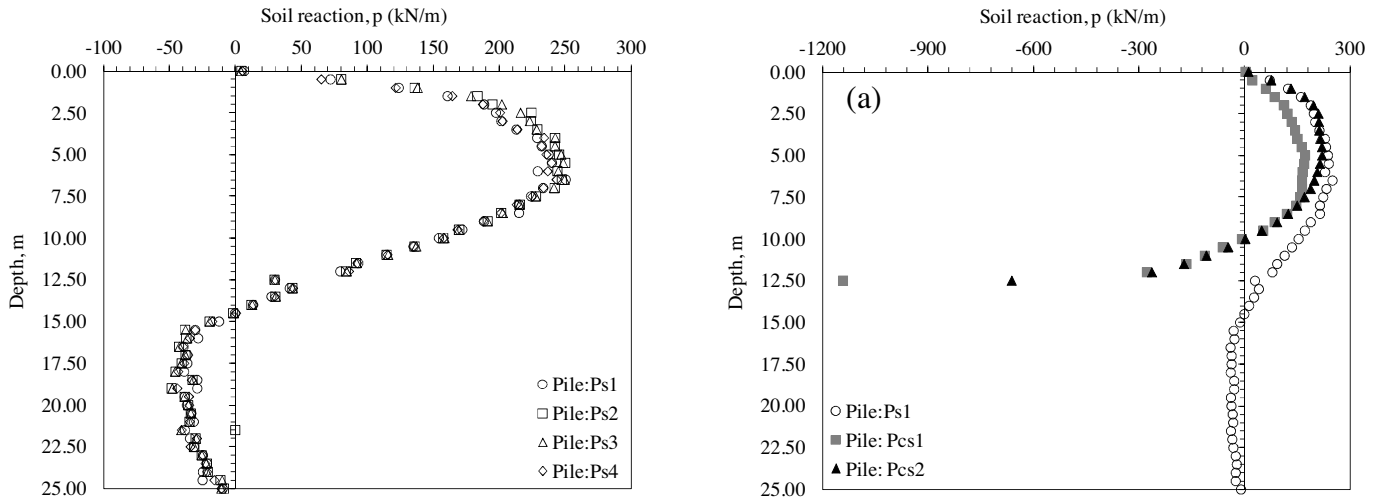 Soil reaction, p (kN/m)
-100 -50 0 50 100 150 200 250 300
0.00
2.50
5.00
7.50
10.00
12.50
15.00
17.50
20.00
22.50
25.00
Depth, m
Pile:Ps1
Pile:Ps2
Pile:Ps3
Pile:Ps4
Soil reaction, p (kN/m)
-1200 -900 -600 -300 0 300
(a)
0.00
2.50
5.00
7.50
10.00
12.50
15.00
17.50
20.00
22.50
25.00
Depth, m
Pile:Ps1
Pile: Pcs1
Pile: Pcs2